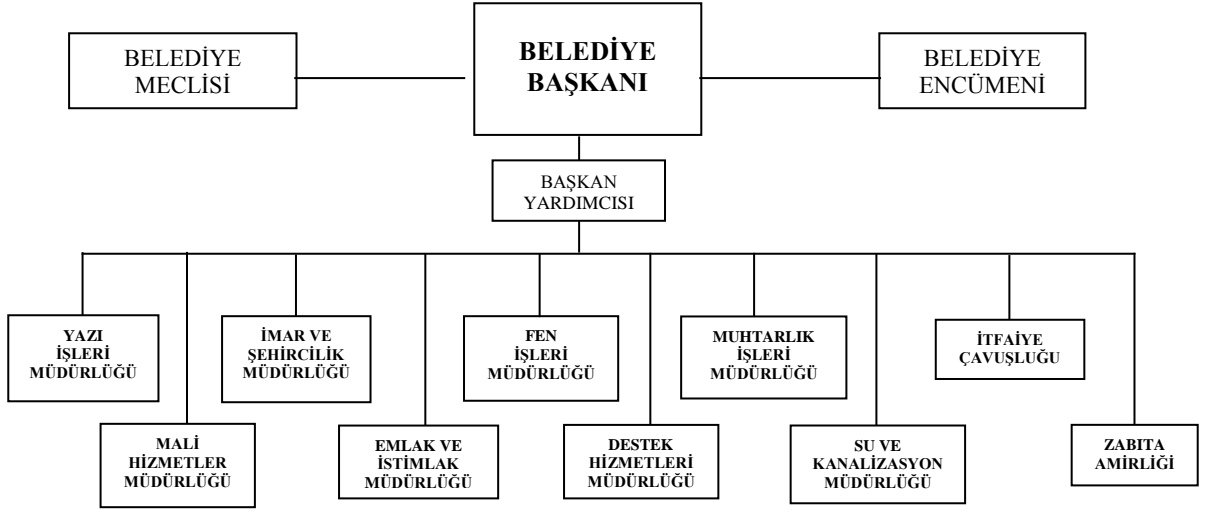 BELEDİYE
MECLİSİ
BELEDİYE
BAŞKANI
BELEDİYE
ENCÜMENİ
BAŞKAN
YARDIMCISI
YAZI
İŞLERİ
MÜDÜRLÜĞÜ
İMAR VE
ŞEHİRCİLİK
MÜDÜRLÜĞÜ
FEN
İŞLERİ
MÜDÜRLÜĞÜ
MUHTARLIK
İŞLERİ
MÜDÜRLÜĞÜ
İTFAİYE
ÇAVUŞLUĞU
MALİ
HİZMETLER
MÜDÜRLÜĞÜ
EMLAK VE
İSTİMLAK
MÜDÜRLÜĞÜ
DESTEK
HİZMETLERİ
MÜDÜRLÜĞÜ
SU VE
KANALİZASYON
MÜDÜRLÜĞÜ
ZABITA
AMİRLİĞİ